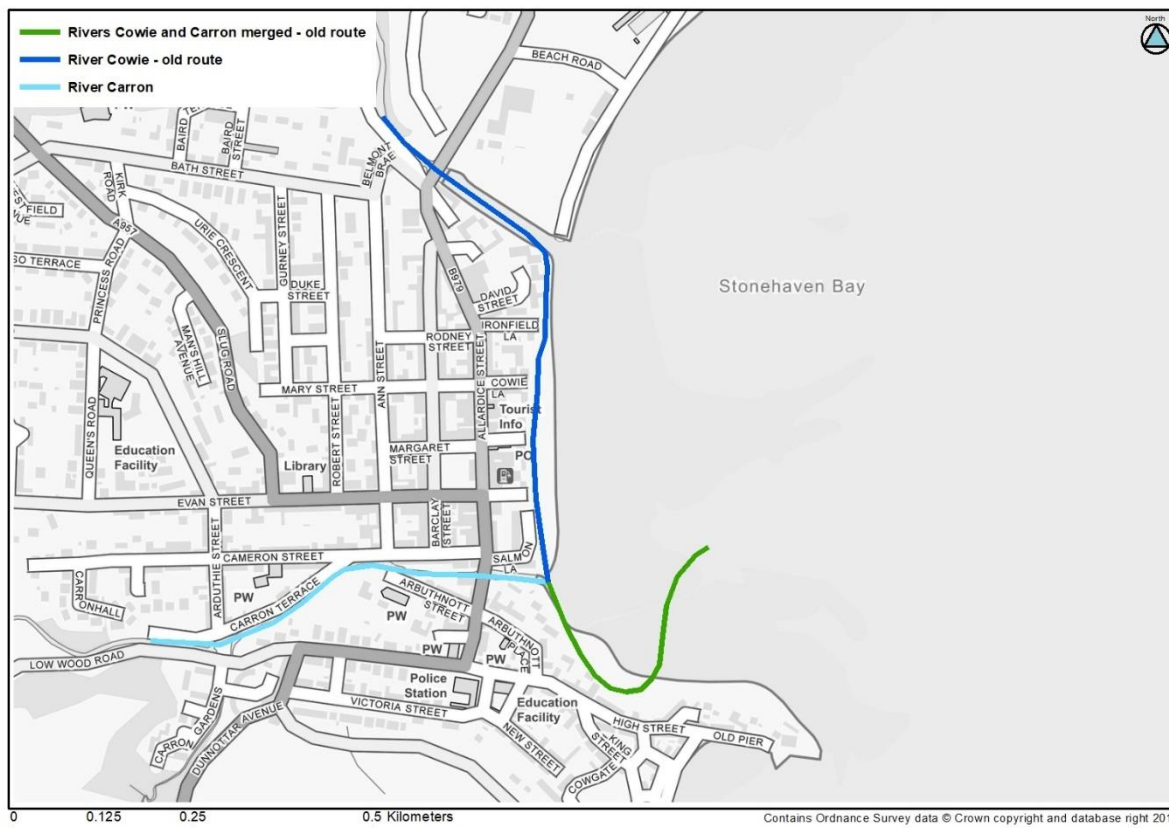 Rivers Cowie and Carron merged - old route
River Cowie - old route
River Carron
North
BEACH ROAD
PW
BAIRD
BAIRD
STREET
BELMONT
BRAE
BATH STREET
KIRK
ROAD
FIELD
A957
PRINCESS ROAD
URIE CRESCENT
GURNEY STREET
SO TERRACE
DUKE
STREET
B979
DAVID
STREET
Stonehaven Bay
MAN'S HILL
AVENUE
SLUG ROAD
RODNEY
STREET
IRONFIELD
LA
ANN STREET
ALLARDICE STREET
MARY STREET
COWIE
LA
Tourist
Info
QUEEN'S ROAD
ROBERT STREET
MARGARET
STREET
PO
Education
Facility
Library
EVAN STREET
BARCLAY
STREET
CAMERON STREET
SALMON
LA
ARDUTHIE STREET
CARRONHALL
PW
CARRON TERRACE
ARBUTHNOTT
STREET
PW
ARBUTHNOTT
PLACE
PW
PW
LOW WOOD ROAD
Police
Station
VICTORIA STREET
Education
Facility
CARRON GARDENS
DUNNOTTAR AVENUE
NEW STREET
HIGH STREET
OLD PIER
KING
STREET
COWGATE
0 0.125 0.25 0.5 Kilometers
Contains Ordnance Survey data © Crown copyright and database right 201